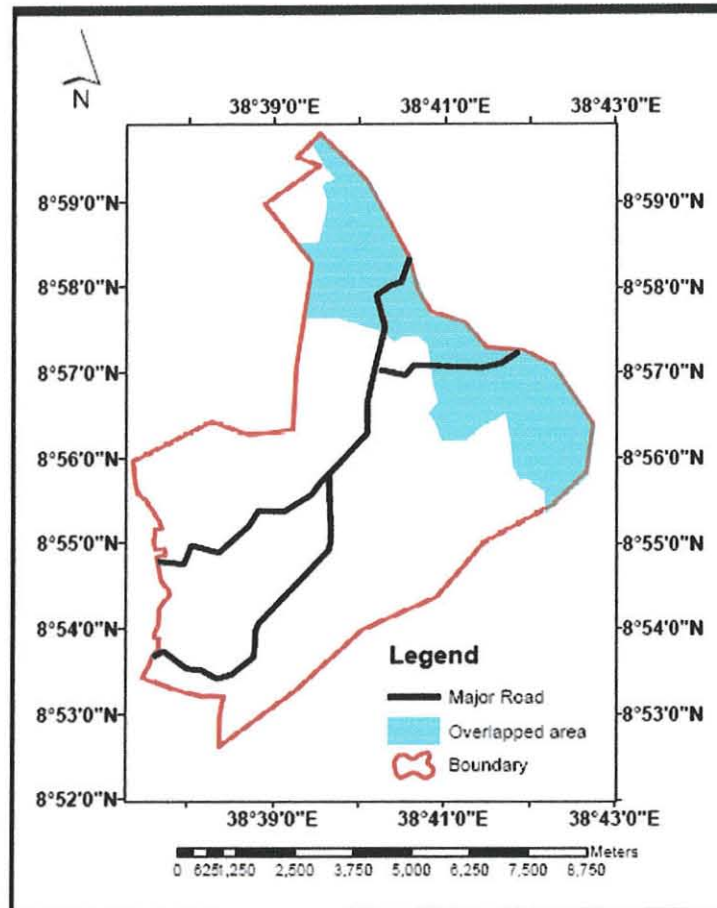 N
38°39'0"E 38°41'0"E 38°43'0"E
8°59'0"N 8°59'0"N
8°58'0"N 8°58'0"N
8°57'0"N 8°57'0"N
8°56'0"N 8°56'0"N
8°55'0"N 8°55'0"N
8°54'0"N 8°54'0"N
8°53'0"N 8°53'0"N
8°52'0"N 8°52'0"N
Legend
Major Road
Overlapped area
Boundary
38°39'0"E 38°41'0"E 38°43'0"E
Meters
0 625 1,250 2,500 3,750 5,000 6,250 7,500 8,750